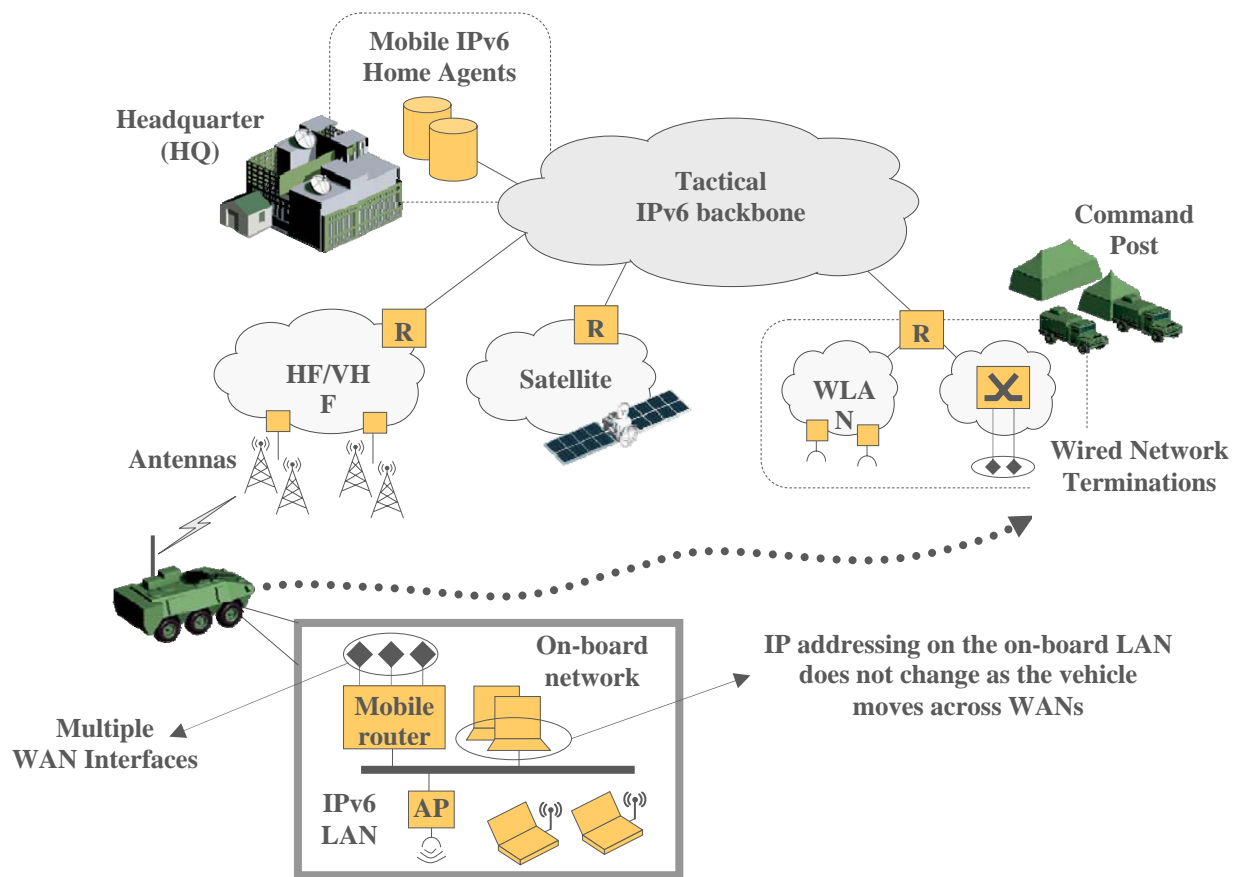 Mobile IPv6
Home Agents
Headquarter
(HQ)
Tactical
IPv6 backbone
Command
Post
R
R
R
HF/VH
F
Satellite
WLA
N
Antennas
Wired Network
Terminations
On-board
network
IP addressing on the on-board LAN
does not change as the vehicle
moves across WANs
Mobile
router
Multiple
WAN Interfaces
IPv6
LAN
AP